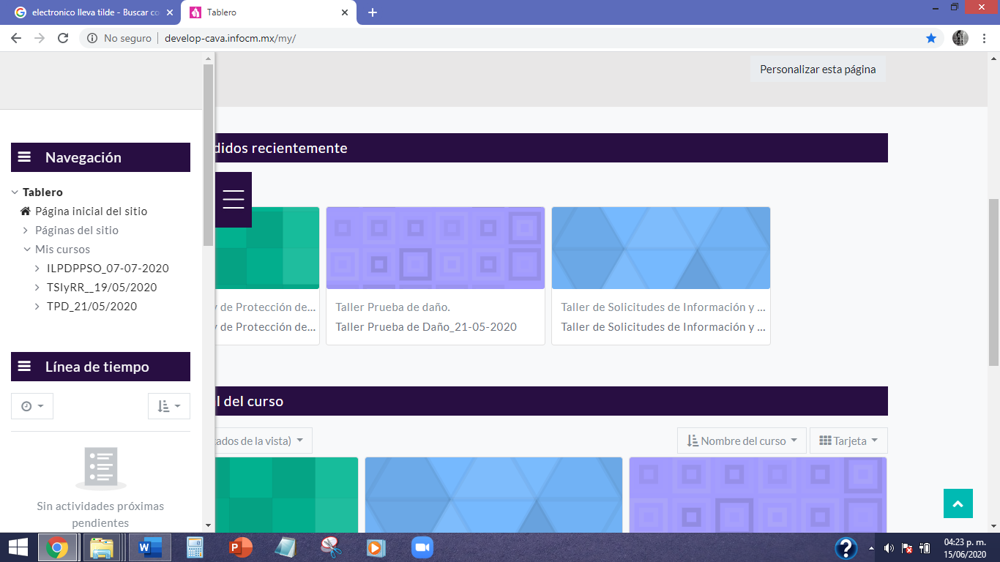 electronico lleva tilde - Buscar co
Tablero
No seguro
develop-cava.infocm.mx/my/
Personalizar esta página
Navegación
Tablero
Página inicial del sitio
Páginas del sitio
Mis cursos
ILPDPPSO_07-07-2020
TSIyRR__19/05/2020
TPD_21/05/2020
Línea de tiempo
Sin actividades próximas
pendientes
didos recientemente
y de Protección de...
y de Protección de...
Taller Prueba de daño.
Taller Prueba de Daño_21-05-2020
Taller de Solicitudes de Información y ...
Taller de Solicitudes de Información y ...
l del curso
ados de la vista)
Nombre del curso
Tarjeta
04:23 p. m.
15/06/2020